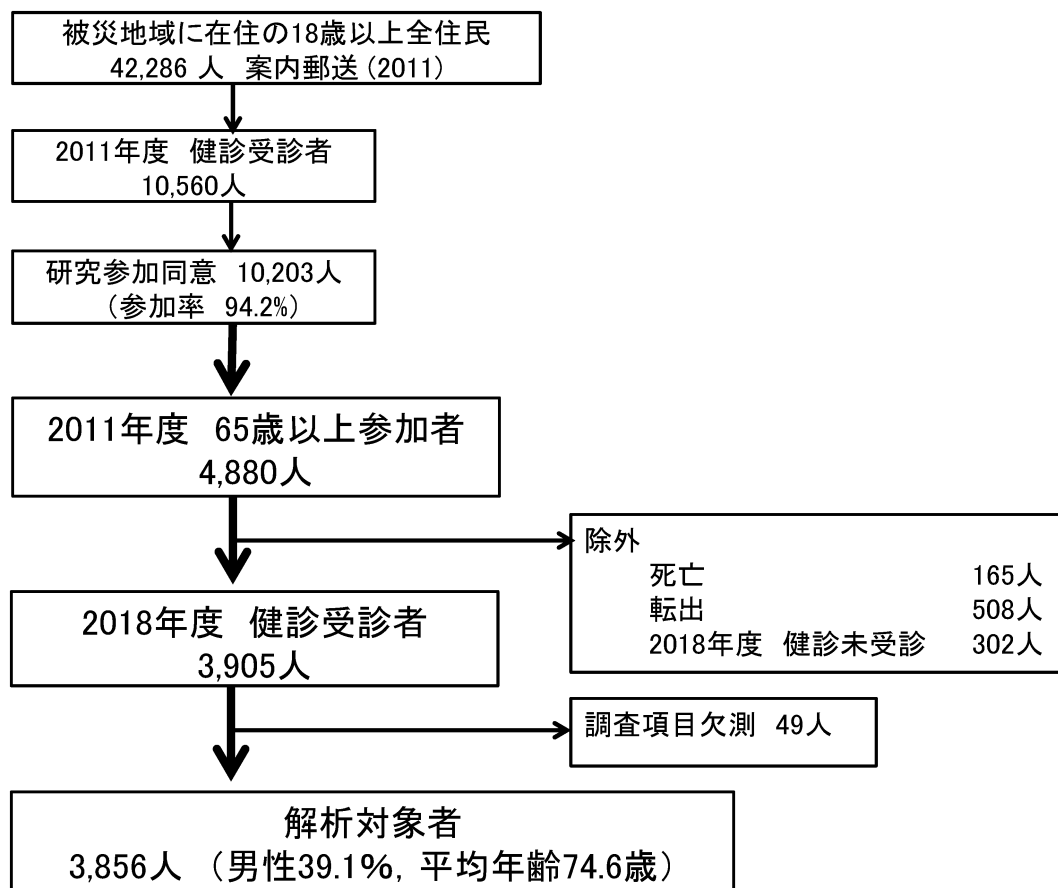 被災地域に在住の18歳以上全住民
42,286 人 案内郵送(2011)
2011年度 健診受診者
10,560人
研究参加同意 10,203人
(参加率 94.2%)
2011年度 65歳以上参加者
4,880人
除外
死亡 165人
転出 508人
2018年度 健診未受診 302人
2018年度 健診受診者
3,905人
調査項目欠測 49人
解析対象者
3,856人 (男性39.1%, 平均年齢74.6歳)